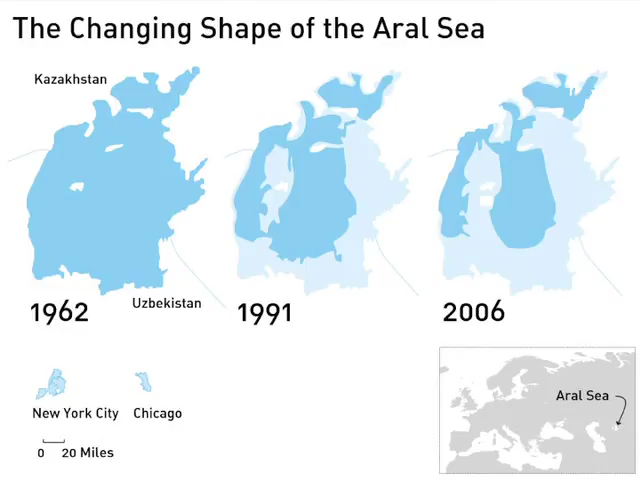 The Changing Shape of the Aral Sea
Kazakhstan
Uzbekistan
1962
1991
2006
New York City
Chicago
0 20 Miles
Aral Sea